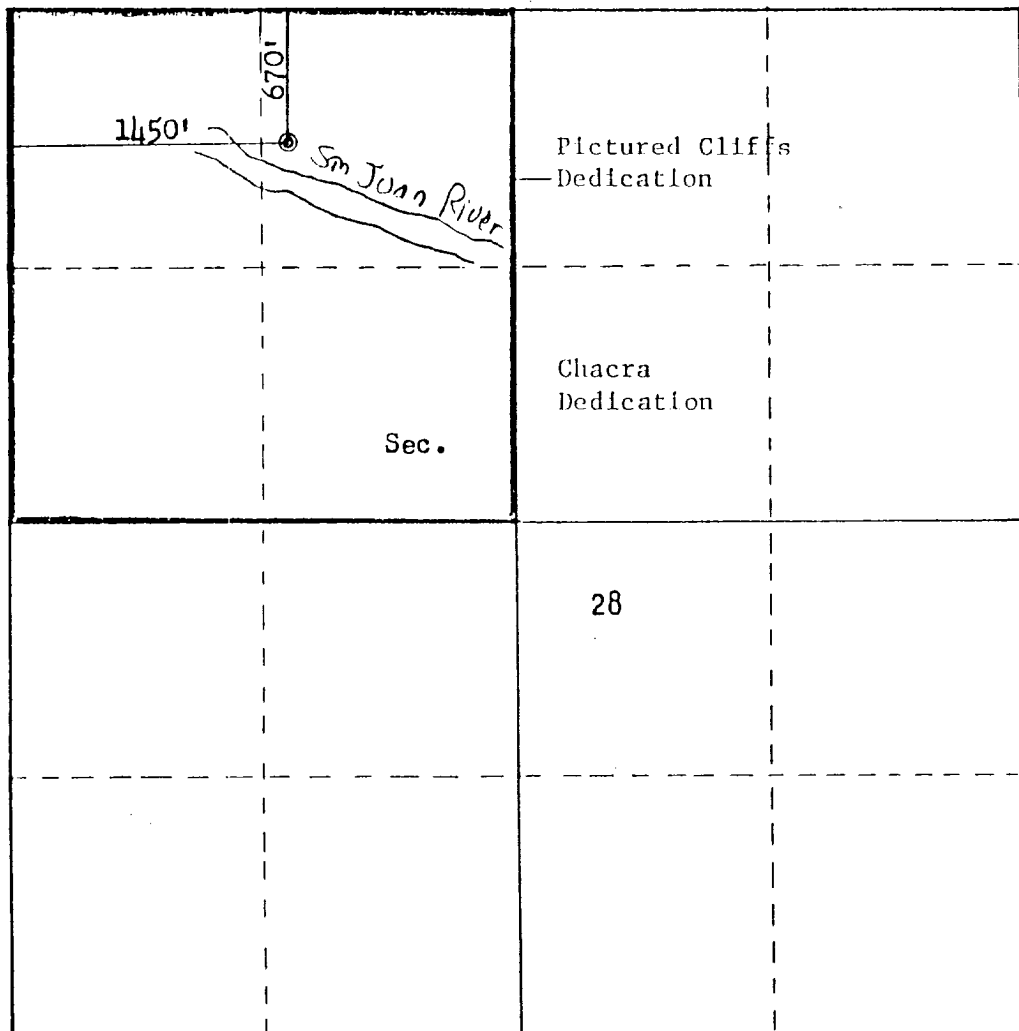 670'
1450'
San Juan River
Pictured Cliffs
Dedication
Chacra
Dedication
Sec.
28